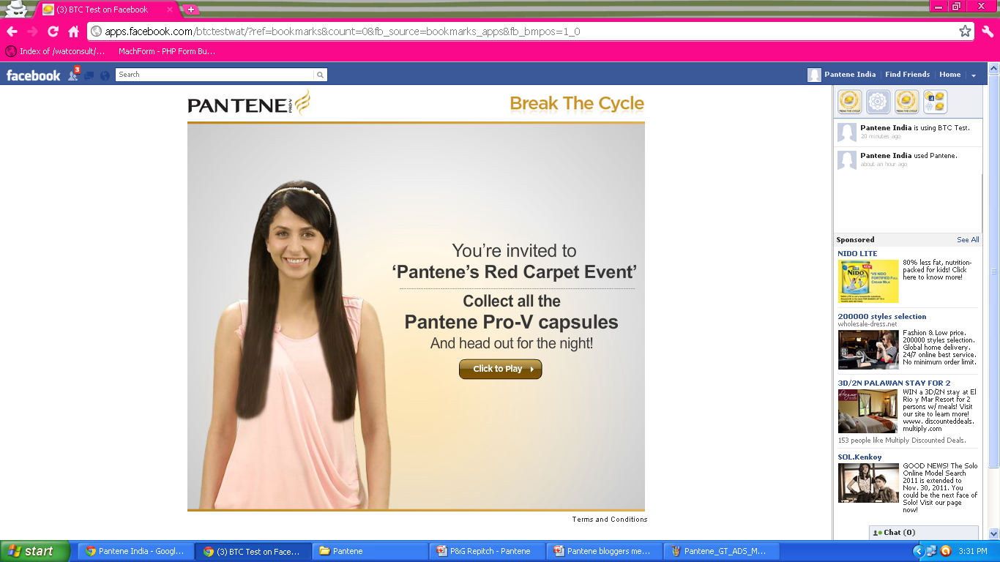 (3) BTC Test on Facebook
apps.facebook.com/btctestwat/?ref=bookmarks&count=0&fb_source=bookmarks_apps&fb_bmpos=1_0
Index of /watconsult/...
MachForm - PHP Form Bu...
facebook
3
Search
Pantene India
Find Friends
Home
PANTENE
PRO-V
Break The Cycle
You're invited to
‘Pantene's Red Carpet Event’
Collect all the
Pantene Pro-V capsules
And head out for the night!
Click to Play
Terms and Conditions
BREAK THE CYCLE
BREAK THE CYCLE
Pantene India is using BTC Test.
20 minutes ago
Pantene India used Pantene.
about an hour ago
Sponsored
See All
NIDO LITE
NIDO
80% less fat, nutrition-
packed for kids! Click
here to know more!
200000 styles selection
wholesale-dress.net
Fashion & Low price.
200000 styles selection.
Global home delivery.
24/7 online best service.
No minimum order limit.
3D/2N PALAWAN STAY FOR 2
WIN a 3D/2N stay at El
Rio y Mar Resort for 2
persons w/ meals! Visit
our site to learn more!
www. discounteddeals.
multiply.com
153 people like Multiply Discounted Deals.
SOL.Kenkoy
GOOD NEWS! The Solo
Online Model Search
2011 is extended to
Nov. 30, 2011. You
could be the next face of
Solo! Visit our page
now!
Chat (0)
start
Pantene India - Googl...
(3) BTC Test on Face...
Pantene
P&G Repitch - Pantene
Pantene bloggers me...
Pantene_GT_ADS_M...
3:31 PM